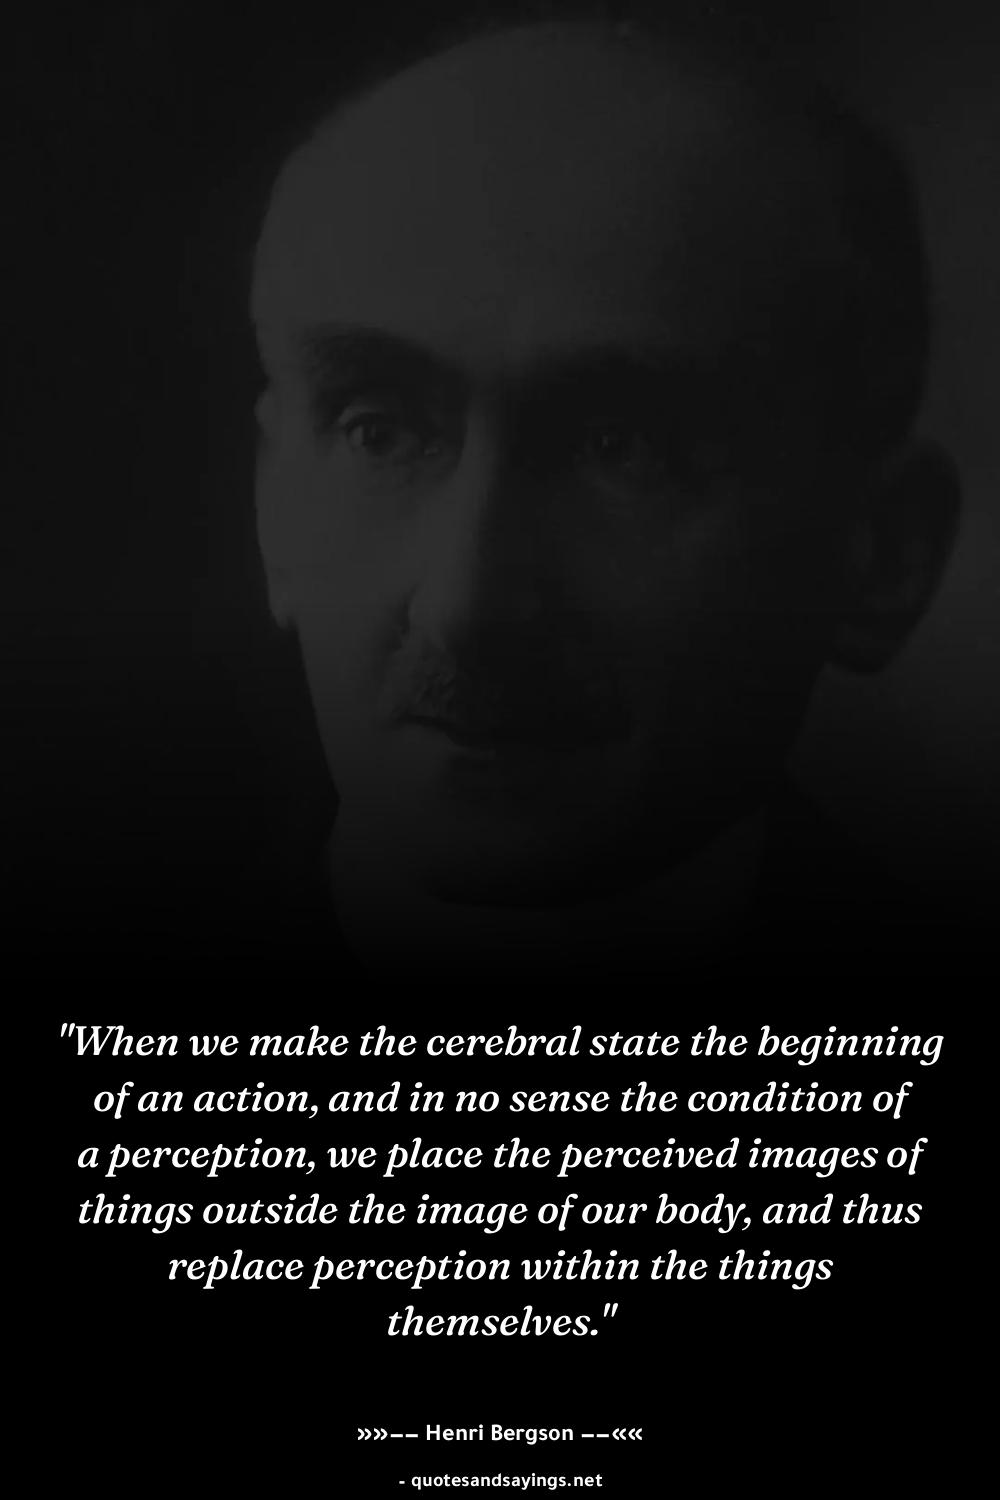 "When we make the cerebral state the beginning
of an action, and in no sense the condition of
a perception, we place the perceived images of
things outside the image of our body, and thus
replace perception within the things
themselves."
»»–– Henri Bergson ––««
- quotesandsayings.net